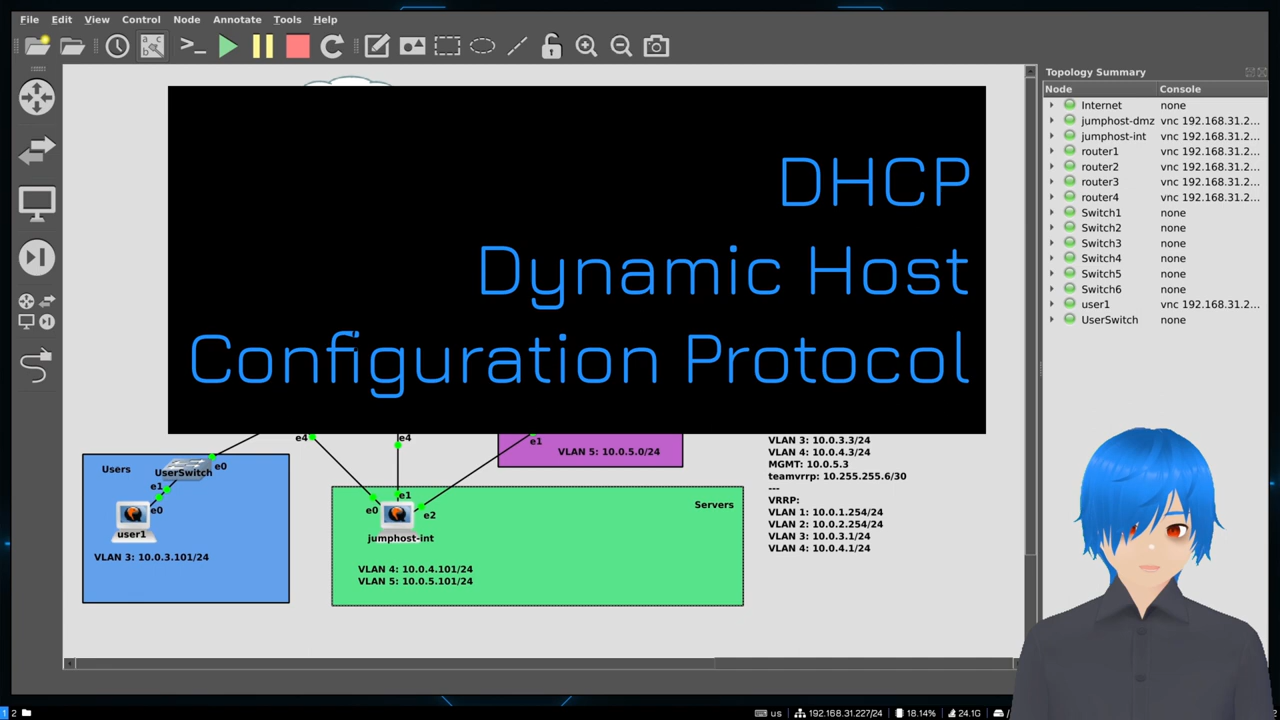 File Edit View Control Node Annotate Tools Help
Topology Summary
Node Console
Internet none
jumphost-dmz vnc 192.168.31.2...
jumphost-int vnc 192.168.31.2...
router1 vnc 192.168.31.2...
router2 vnc 192.168.31.2...
router3 vnc 192.168.31.2...
router4 vnc 192.168.31.2...
Switch1 none
Switch2 none
Switch3 none
Switch4 none
Switch5 none
Switch6 none
user1 vnc 192.168.31.2...
UserSwitch none
DHCP
Dynamic Host
Configuration Protocol
e4
e4
e1
VLAN 5: 10.0.5.0/24
VLAN 3: 10.0.3.3/24
VLAN 4: 10.0.4.3/24
MGMT: 10.0.5.3
teamvrrp: 10.255.255.6/30
---
VRRP:
VLAN 1: 10.0.1.254/24
VLAN 2: 10.0.2.254/24
VLAN 3: 10.0.3.1/24
VLAN 4: 10.0.4.1/24
Users
UserSwitch
e0
e1
e0
user1
VLAN 3: 10.0.3.101/24
Servers
e1
e0
e2
jumphost-int
VLAN 4: 10.0.4.101/24
VLAN 5: 10.0.5.101/24
1 2
us 192.168.31.227/24 18.14% 24.1G